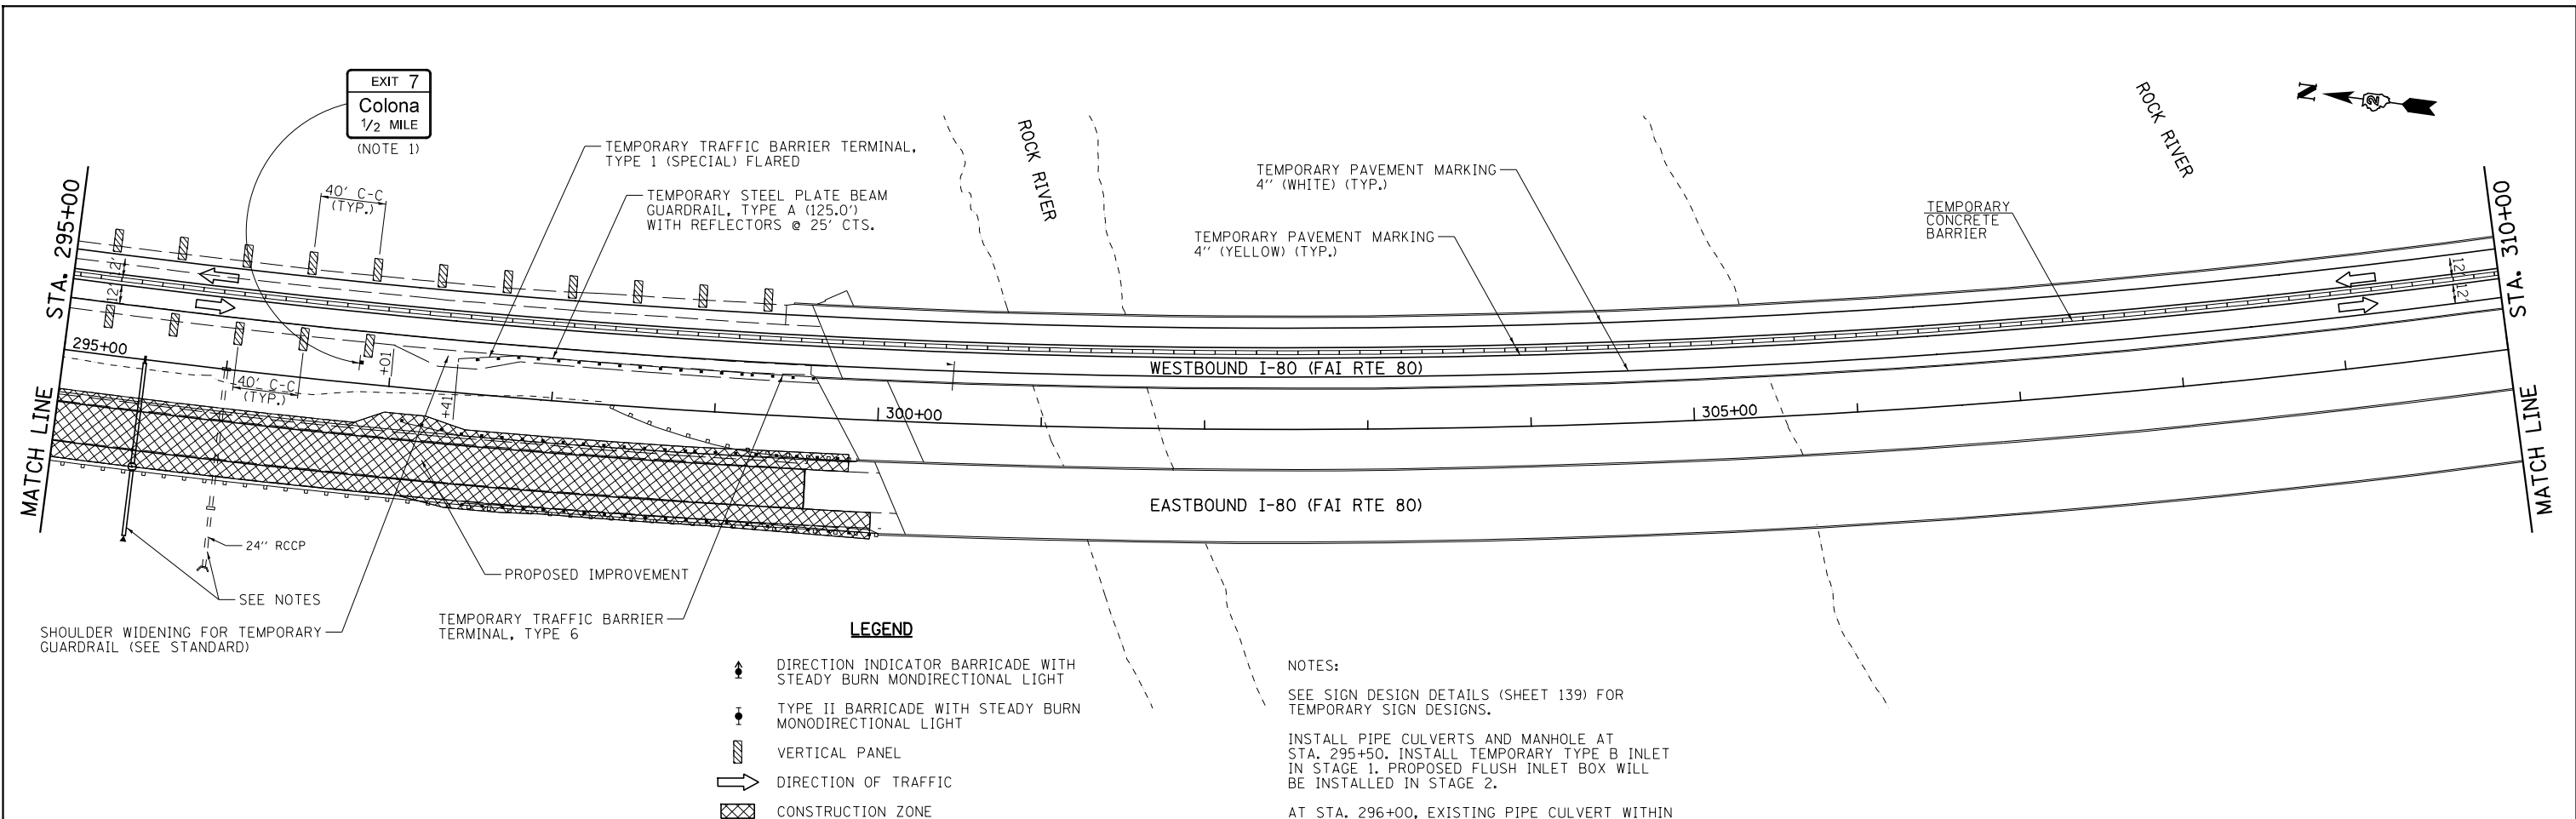 EXIT 7
Colona
1/2 MILE
(NOTE 1)
N
2
ROCK RIVER
ROCK RIVER
TEMPORARY TRAFFIC BARRIER TERMINAL,
TYPE 1 (SPECIAL) FLARED
TEMPORARY STEEL PLATE BEAM
GUARDRAIL, TYPE A (125.0')
WITH REFLECTORS @ 25' CTS.
TEMPORARY PAVEMENT MARKING
4'' (WHITE) (TYP.)
TEMPORARY PAVEMENT MARKING
4'' (YELLOW) (TYP.)
TEMPORARY
CONCRETE
BARRIER
40' C-C
(TYP.)
STA. 295+00
MATCH LINE
STA. 310+00
MATCH LINE
12'
12'
12'
295+00
+01
+41
40' C-C
(TYP.)
WESTBOUND I-80 (FAI RTE 80)
300+00
305+00
EASTBOUND I-80 (FAI RTE 80)
24'' RCCP
SEE NOTES
PROPOSED IMPROVEMENT
SHOULDER WIDENING FOR TEMPORARY
GUARDRAIL (SEE STANDARD)
TEMPORARY TRAFFIC BARRIER
TERMINAL, TYPE 6
LEGEND
DIRECTION INDICATOR BARRICADE WITH
STEADY BURN MONDIRECTIONAL LIGHT
TYPE II BARRICADE WITH STEADY BURN
MONODIRECTIONAL LIGHT
VERTICAL PANEL
DIRECTION OF TRAFFIC
CONSTRUCTION ZONE
NOTES:
SEE SIGN DESIGN DETAILS (SHEET 139) FOR
TEMPORARY SIGN DESIGNS.
INSTALL PIPE CULVERTS AND MANHOLE AT
STA. 295+50. INSTALL TEMPORARY TYPE B INLET
IN STAGE 1. PROPOSED FLUSH INLET BOX WILL
BE INSTALLED IN STAGE 2.
AT STA. 296+00, EXISTING PIPE CULVERT WITHIN